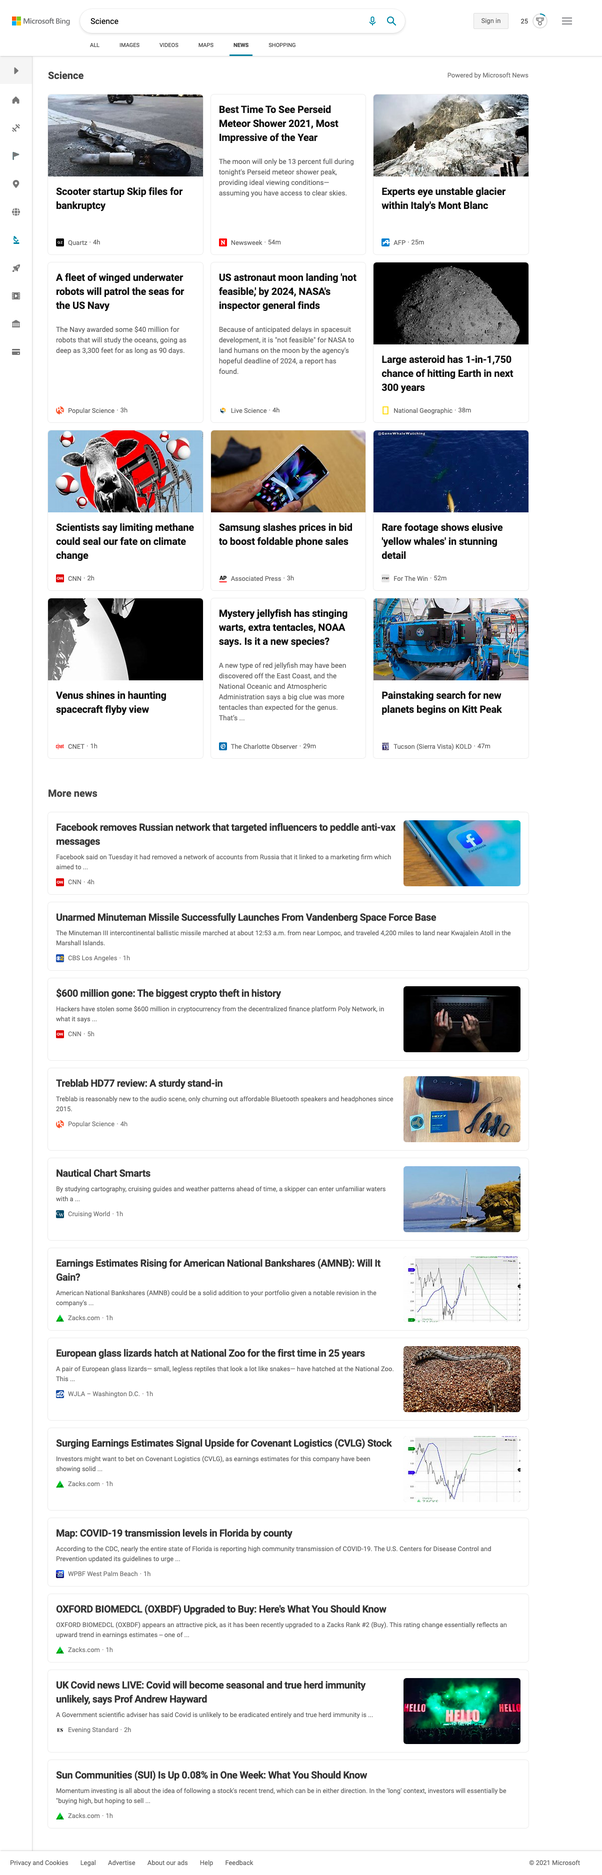 Microsoft Bing
Science
Sign in
25
ALL
IMAGES
VIDEOS
MAPS
NEWS
SHOPPING
Science
Powered by Microsoft News
Scooter startup Skip files for
bankruptcy
Quartz · 4h
Best Time To See Perseid
Meteor Shower 2021, Most
Impressive of the Year
The moon will only be 13 percent full during
tonight's Perseid meteor shower peak,
providing ideal viewing conditions—
assuming you have access to clear skies.
Newsweek · 54m
Experts eye unstable glacier
within Italy's Mont Blanc
AFP · 25m
A fleet of winged underwater
robots will patrol the seas for
the US Navy
The Navy awarded some $40 million for
robots that will study the oceans, going as
deep as 3,300 feet for as long as 90 days.
Popular Science · 3h
US astronaut moon landing 'not
feasible,' by 2024, NASA's
inspector general finds
Because of anticipated delays in spacesuit
development, it is "not feasible" for NASA to
land humans on the moon by the agency's
hopeful deadline of 2024, a report has
found.
Live Science · 4h
Large asteroid has 1-in-1,750
chance of hitting Earth in next
300 years
National Geographic · 38m
Scientists say limiting methane
could seal our fate on climate
change
CNN · 2h
Samsung slashes prices in bid
to boost foldable phone sales
AP
Associated Press · 3h
@GoneWhaleWatching
Rare footage shows elusive
'yellow whales' in stunning
detail
For The Win · 52m
Venus shines in haunting
spacecraft flyby view
CNET · 1h
Mystery jellyfish has stinging
warts, extra tentacles, NOAA
says. Is it a new species?
A new type of red jellyfish may have been
discovered off the East Coast, and the
National Oceanic and Atmospheric
Administration says a big clue was more
tentacles than expected for the genus.
That's ...
The Charlotte Observer · 29m
Painstaking search for new
planets begins on Kitt Peak
Tucson (Sierra Vista) KOLD · 47m
More news
Facebook removes Russian network that targeted influencers to peddle anti-vax
messages
Facebook said on Tuesday it had removed a network of accounts from Russia that it linked to a marketing firm which
aimed to ...
CNN · 4h
Unarmed Minuteman Missile Successfully Launches From Vandenberg Space Force Base
The Minuteman III intercontinental ballistic missile marched at about 12:53 a.m. from near Lompoc, and traveled 4,200 miles to land near Kwajalein Atoll in the
Marshall Islands.
CBS Los Angeles · 1h
$600 million gone: The biggest crypto theft in history
Hackers have stolen some $600 million in cryptocurrency from the decentralized finance platform Poly Network, in
what it says ...
CNN · 5h
Treblab HD77 review: A sturdy stand-in
Treblab is reasonably new to the audio scene, only churning out affordable Bluetooth speakers and headphones since
2015.
Popular Science · 4h
Nautical Chart Smarts
By studying cartography, cruising guides and weather patterns ahead of time, a skipper can enter unfamiliar waters
with a ...
Cruising World · 1h
Earnings Estimates Rising for American National Bankshares (AMNB): Will It
Gain?
American National Bankshares (AMNB) could be a solid addition to your portfolio given a notable revision in the
company's ...
Zacks.com · 1h
European glass lizards hatch at National Zoo for the first time in 25 years
A pair of European glass lizards— small, legless reptiles that look a lot like snakes— have hatched at the National Zoo.
This ...
WJLA – Washington D.C. · 1h
Surging Earnings Estimates Signal Upside for Covenant Logistics (CVLG) Stock
Investors might want to bet on Covenant Logistics (CVLG), as earnings estimates for this company have been
showing solid ...
Zacks.com · 1h
Map: COVID-19 transmission levels in Florida by county
According to the CDC, nearly the entire state of Florida is reporting high community transmission of COVID-19. The U.S. Centers for Disease Control and
Prevention updated its guidelines to urge ...
WPBF West Palm Beach · 1h
OXFORD BIOMEDCL (OXBDF) Upgraded to Buy: Here's What You Should Know
OXFORD BIOMEDCL (OXBDF) appears an attractive pick, as it has been recently upgraded to a Zacks Rank #2 (Buy). This rating change essentially reflects an
upward trend in earnings estimates – one of ...
Zacks.com · 1h
UK Covid news LIVE: Covid will become seasonal and true herd immunity
unlikely, says Prof Andrew Hayward
A Government scientific adviser has said Covid is unlikely to be eradicated entirely and true herd immunity is ...
ES
Evening Standard · 2h
HELLO
HELLO
HELLO
Sun Communities (SUI) Is Up 0.08% in One Week: What You Should Know
Momentum investing is all about the idea of following a stock's recent trend, which can be in either direction. In the 'long' context, investors will essentially be
"buying high, but hoping to sell ...
Zacks.com · 1h
Privacy and Cookies
Legal
Advertise
About our ads
Help
Feedback
© 2021 Microsoft